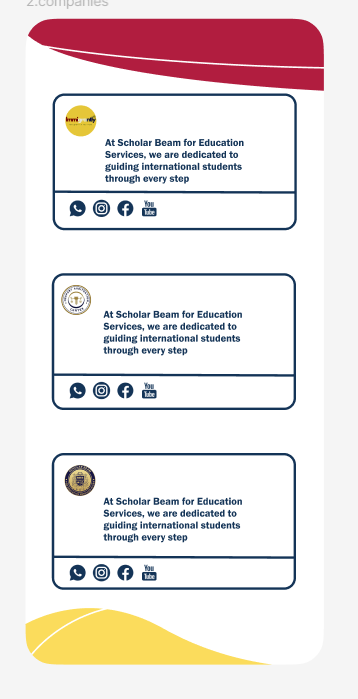 2.companies
At Scholar Beam for Education
Services, we are dedicated to
guiding international students
through every step
You
Tube
At Scholar Beam for Education
Services, we are dedicated to
guiding international students
through every step
You
Tube
At Scholar Beam for Education
Services, we are dedicated to
guiding international students
through every step
You
Tube